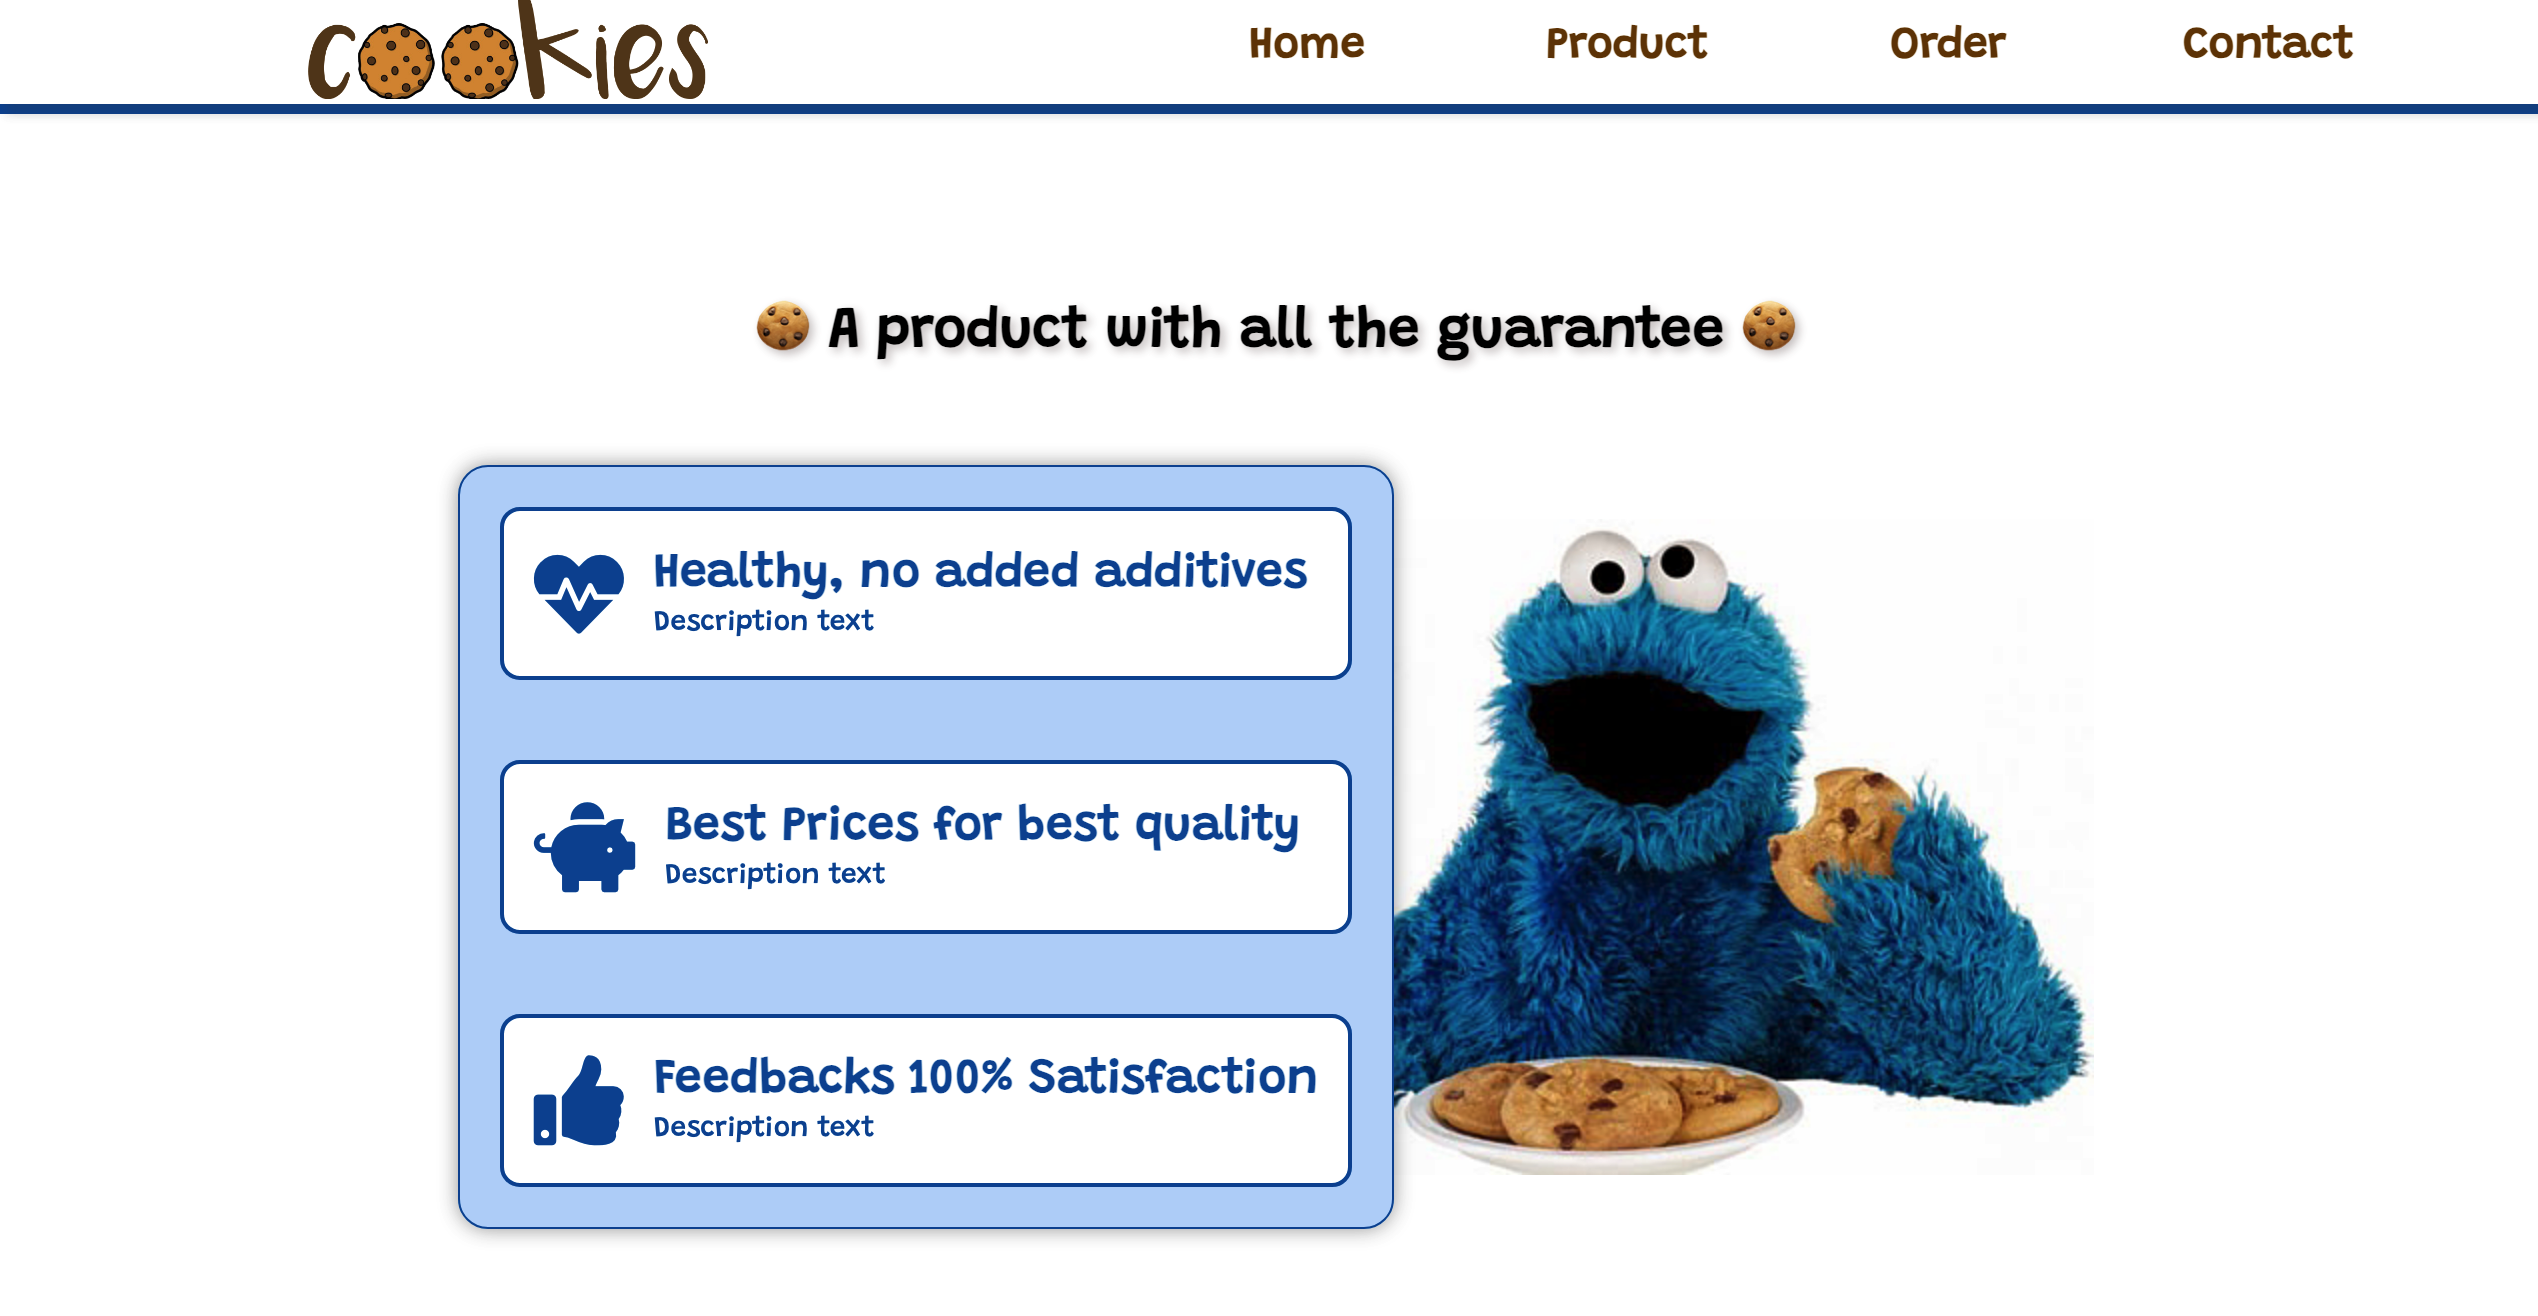 cookies
Home Product Order Contact
🍪 A product with all the guarantee 🍪
Healthy, no added additives
Description text
Best Prices for best quality
Description text
Feedbacks 100% Satisfaction
Description text